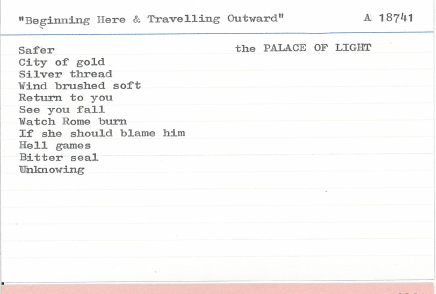 "Beginning Here & Travelling Outward" A 18741
Safer the PALACE OF LIGHT
City of gold
Silver thread
Wind brushed soft
Return to you
See you fall
Watch Rome burn
If she should blame him
Hell games
Bitter seal
Unknowing